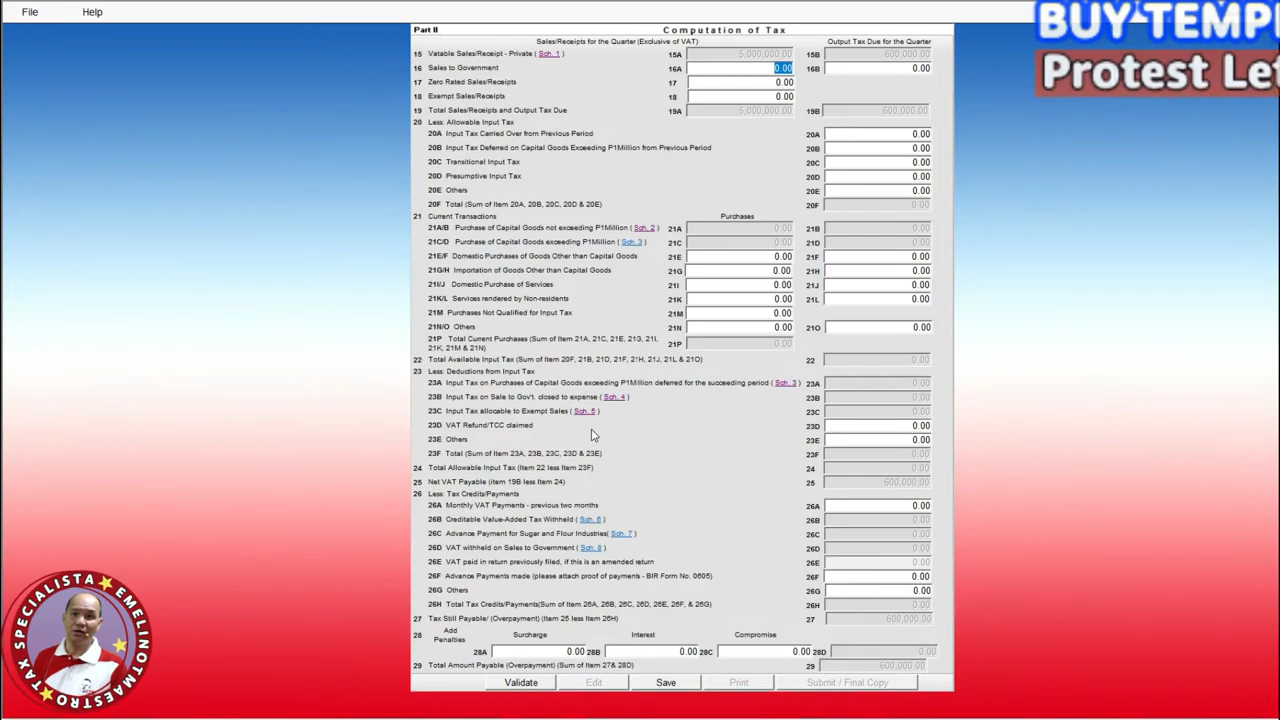 File Help
BUY TEMP
Protest Let
Part II Computation of Tax
Sales/Receipts for the Quarter (Exclusive of VAT) Output Tax Due for the Quarter
15 Vatable Sales/Receipt - Private ( Sch. 1 ) 15A 5,000,000.00 15B 600,000.00
16 Sales to Government 16A 0.00 16B 0.00
17 Zero Rated Sales/Receipts 17 0.00
18 Exempt Sales/Receipts 18 0.00
19 Total Sales/Receipts and Output Tax Due 19A 5,000,000.00 19B 600,000.00
20 Less: Allowable Input Tax
20A Input Tax Carried Over from Previous Period 20A 0.00
20B Input Tax Deferred on Capital Goods Exceeding P1Million from Previous Period 20B 0.00
20C Transitional Input Tax 20C 0.00
20D Presumptive Input Tax 20D 0.00
20E Others 20E 0.00
20F Total (Sum of Item 20A, 20B, 20C, 20D & 20E) 20F 0.00
21 Current Transactions Purchases
21A/B Purchase of Capital Goods not exceeding P1Million ( Sch. 2 ) 21A 0.00 21B 0.00
21C/D Purchase of Capital Goods exceeding P1Million ( Sch. 3 ) 21C 0.00 21D 0.00
21E/F Domestic Purchases of Goods Other than Capital Goods 21E 0.00 21F 0.00
21G/H Importation of Goods Other than Capital Goods 21G 0.00 21H 0.00
21I/J Domestic Purchase of Services 21I 0.00 21J 0.00
21K/L Services rendered by Non-residents 21K 0.00 21L 0.00
21M Purchases Not Qualified for Input Tax 21M 0.00
21N/O Others 21N 0.00 21O 0.00
21P Total Current Purchases (Sum of Item 21A, 21C, 21E, 21G, 21I,
21K, 21M & 21N) 21P 0.00
22 Total Available Input Tax (Sum of Item 20F, 21B, 21D, 21F, 21H, 21J, 21L & 21O) 22 0.00
23 Less: Deductions from Input Tax
23A Input Tax on Purchases of Capital Goods exceeding P1Million deferred for the succeeding period ( Sch. 3 ) 23A 0.00
23B Input Tax on Sale to Gov't. closed to expense ( Sch. 4 ) 23B 0.00
23C Input Tax allocable to Exempt Sales ( Sch. 5 ) 23C 0.00
23D VAT Refund/TCC claimed 23D 0.00
23E Others 23E 0.00
23F Total (Sum of Item 23A, 23B, 23C, 23D & 23E) 23F 0.00
24 Total Allowable Input Tax (Item 22 less Item 23F) 24 0.00
25 Net VAT Payable (item 19B less Item 24) 25 600,000.00
26 Less: Tax Credits/Payments
26A Monthly VAT Payments - previous two months 26A 0.00
26B Creditable Value-Added Tax Withheld ( Sch. 6 ) 26B 0.00
26C Advance Payment for Sugar and Flour Industries( Sch. 7 ) 26C 0.00
26D VAT withheld on Sales to Government ( Sch. 8 ) 26D 0.00
26E VAT paid in return previously filed, if this is an amended return 26E 0.00
26F Advance Payments made (please attach proof of payments - BIR Form No. 0605) 26F 0.00
26G Others 26G 0.00
26H Total Tax Credits/Payments(Sum of Item 26A, 26B, 26C, 26D, 26E, 26F, & 26G) 26H 0.00
27 Tax Still Payable/ (Overpayment) (Item 25 less Item 26H) 27 600,000.00
28 Add Penalties Surcharge Interest Compromise
28A 0.00 28B 0.00 28C 0.00 28D 0.00
29 Total Amount Payable (Overpayment) (Sum of Item 27& 28D) 29 600,000.00
Validate Edit Save Print Submit / Final Copy
TAX SPECIALISTA EMELINOTMAESTRO